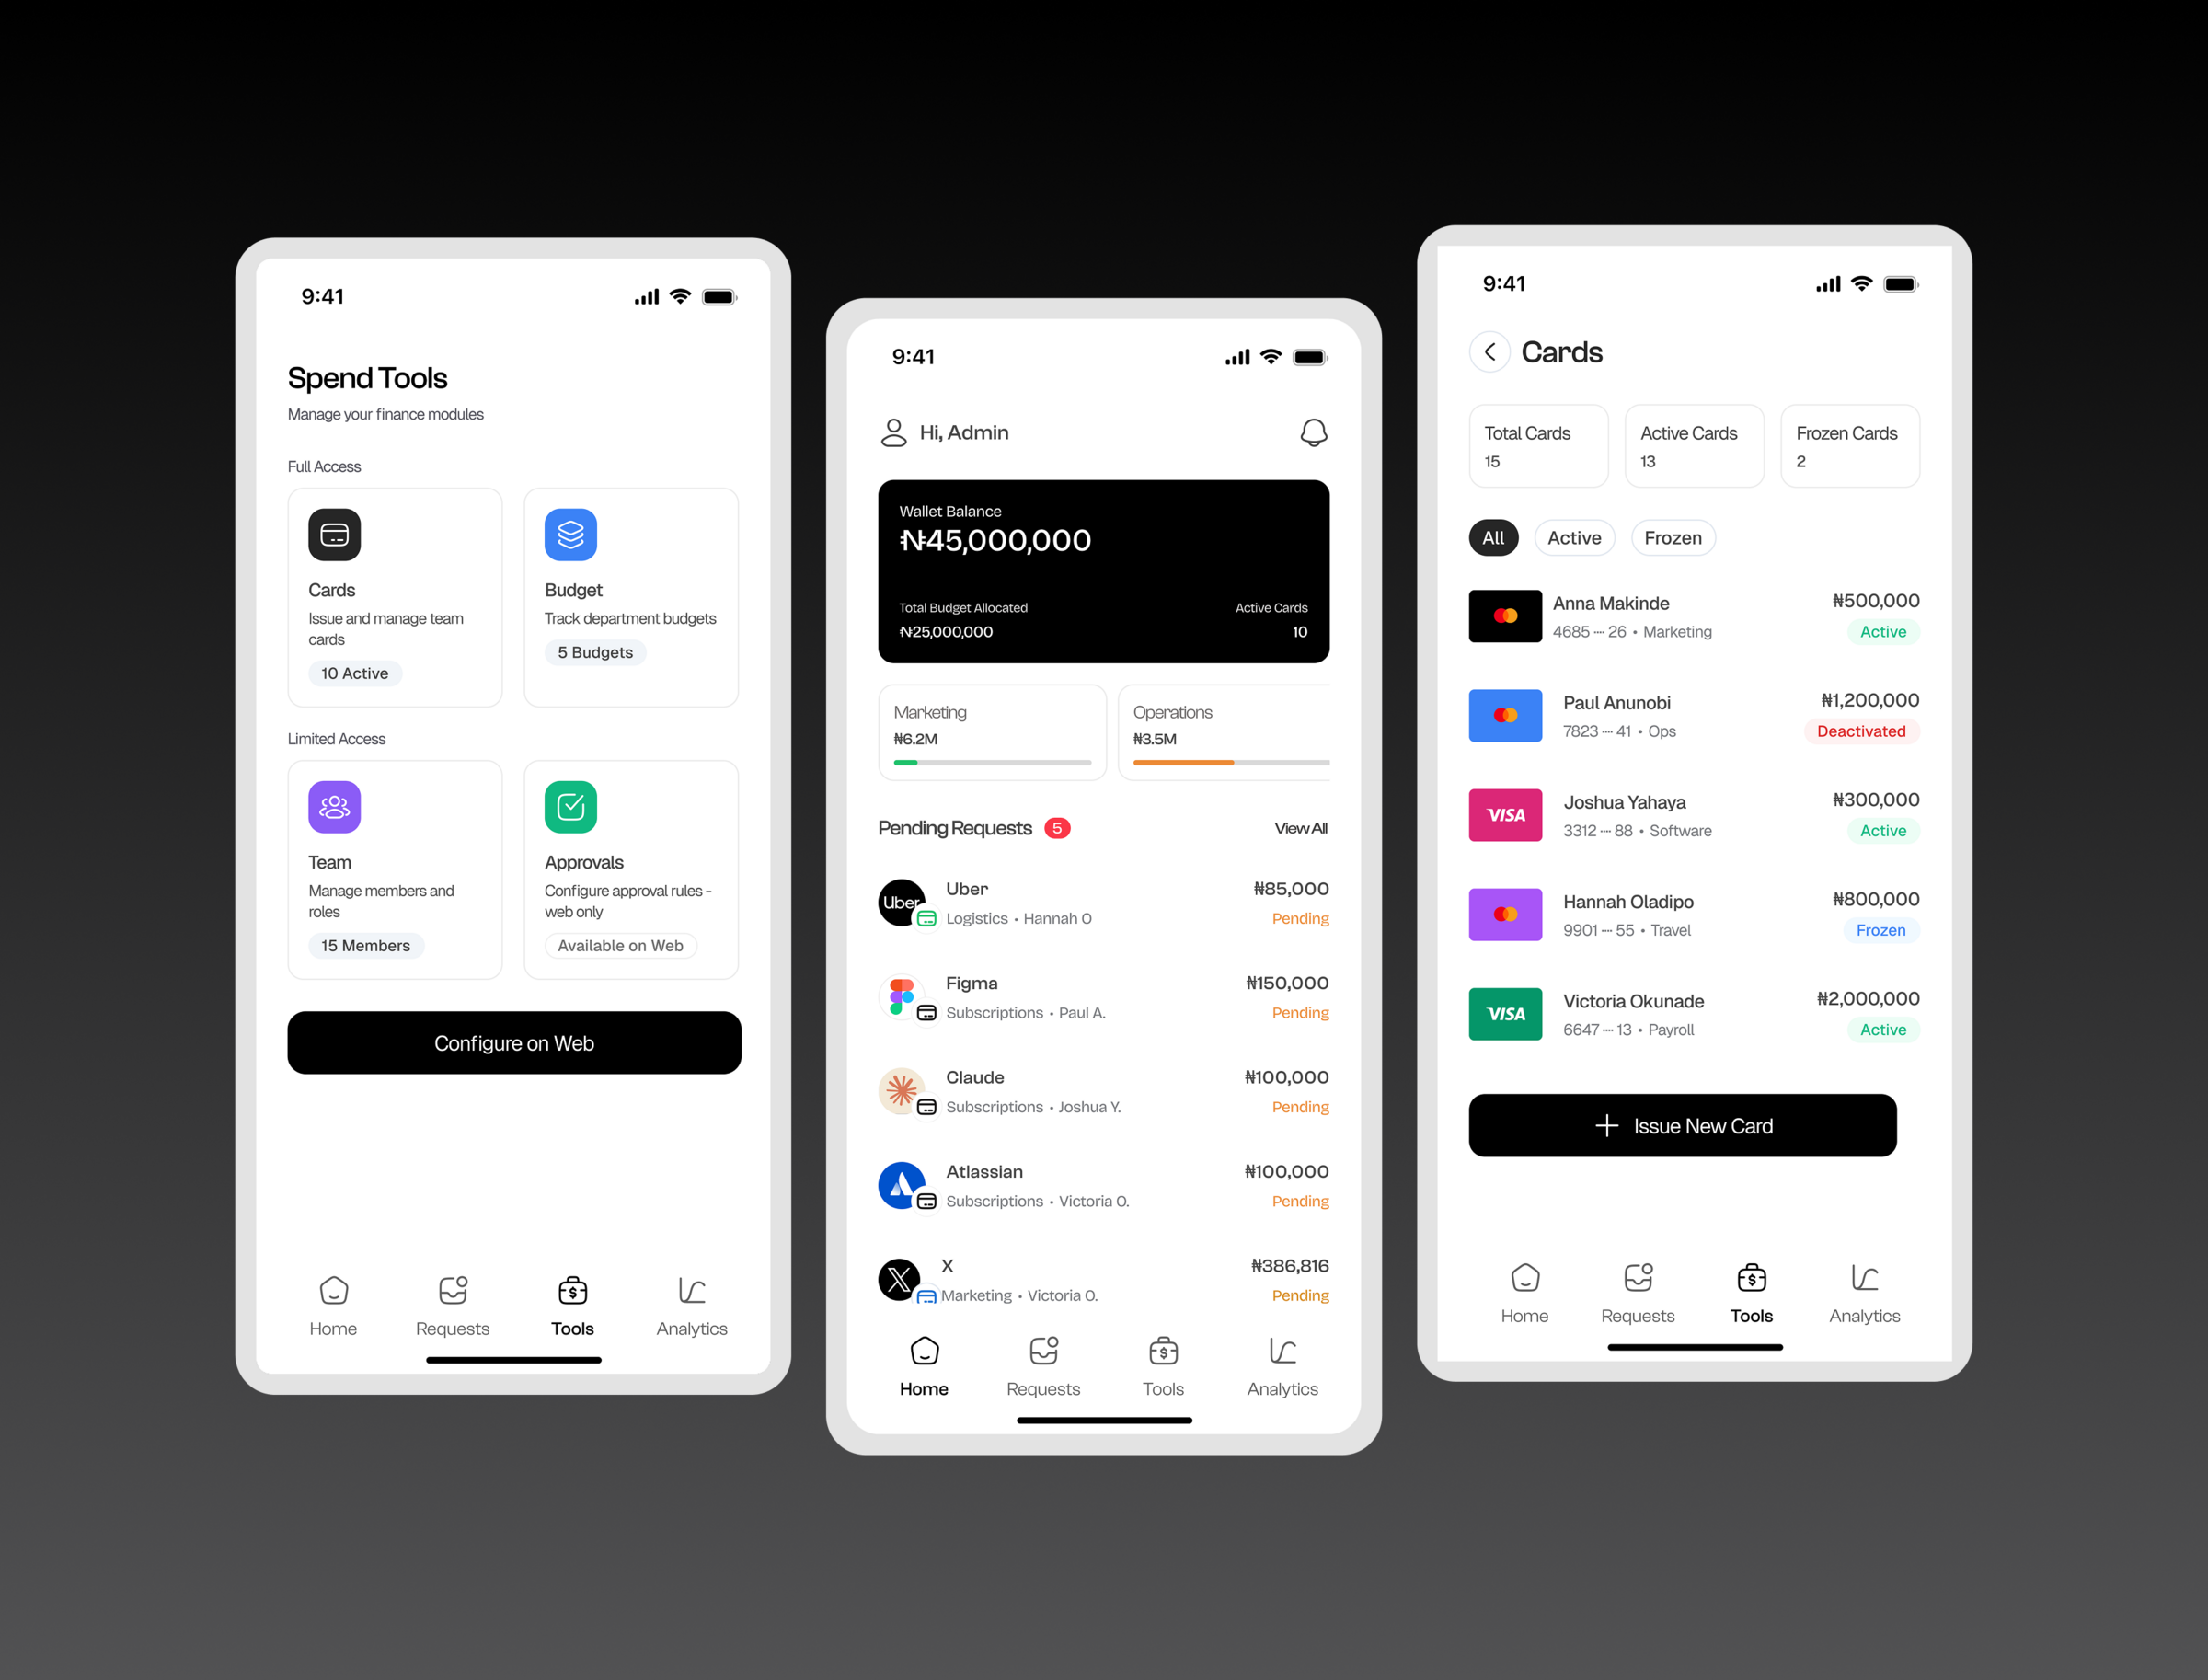 9:41
Spend Tools
Manage your finance modules
Full Access
Cards
Issue and manage team
cards
10 Active
Budget
Track department budgets
5 Budgets
Limited Access
Team
Manage members and
roles
15 Members
Approvals
Configure approval rules -
web only
Available on Web
Configure on Web
Home
Requests
Tools
Analytics
9:41
Hi, Admin
Wallet Balance
₦45,000,000
Total Budget Allocated
₦25,000,000
Active Cards
10
Marketing
₦6.2M
Operations
₦3.5M
Pending Requests 5
View All
Uber
Uber
₦85,000
Logistics • Hannah O
Pending
Figma
₦150,000
Subscriptions • Paul A.
Pending
Claude
₦100,000
Subscriptions • Joshua Y.
Pending
Atlassian
₦100,000
Subscriptions • Victoria O.
Pending
X
₦386,816
Marketing • Victoria O.
Pending
Home
Requests
Tools
Analytics
9:41
Cards
Total Cards
15
Active Cards
13
Frozen Cards
2
All
Active
Frozen
Anna Makinde
₦500,000
4685 ···· 26 • Marketing
Active
Paul Anunobi
₦1,200,000
7823 ···· 41 • Ops
Deactivated
VISA
Joshua Yahaya
₦300,000
3312 ···· 88 • Software
Active
Hannah Oladipo
₦800,000
9901 ···· 55 • Travel
Frozen
VISA
Victoria Okunade
₦2,000,000
6647 ···· 13 • Payroll
Active
+ Issue New Card
Home
Requests
Tools
Analytics